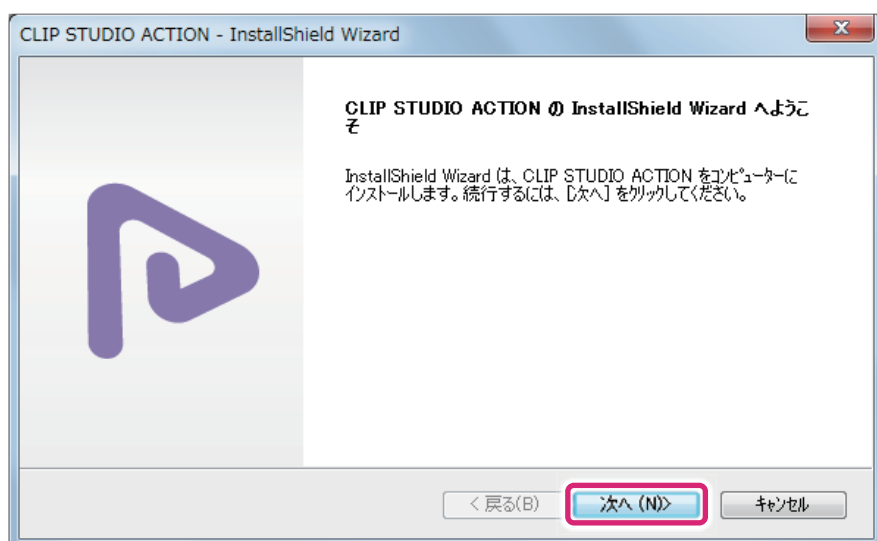 CLIP STUDIO ACTION - InstallShield Wizard
x
CLIP STUDIO ACTION の InstallShield Wizard へようこ
そ
InstallShield Wizard は、CLIP STUDIO ACTION をコンピューターに
インストールします。続行するには、[次へ] をクリックしてください。
< 戻る(B)
次へ (N)>
キャンセル